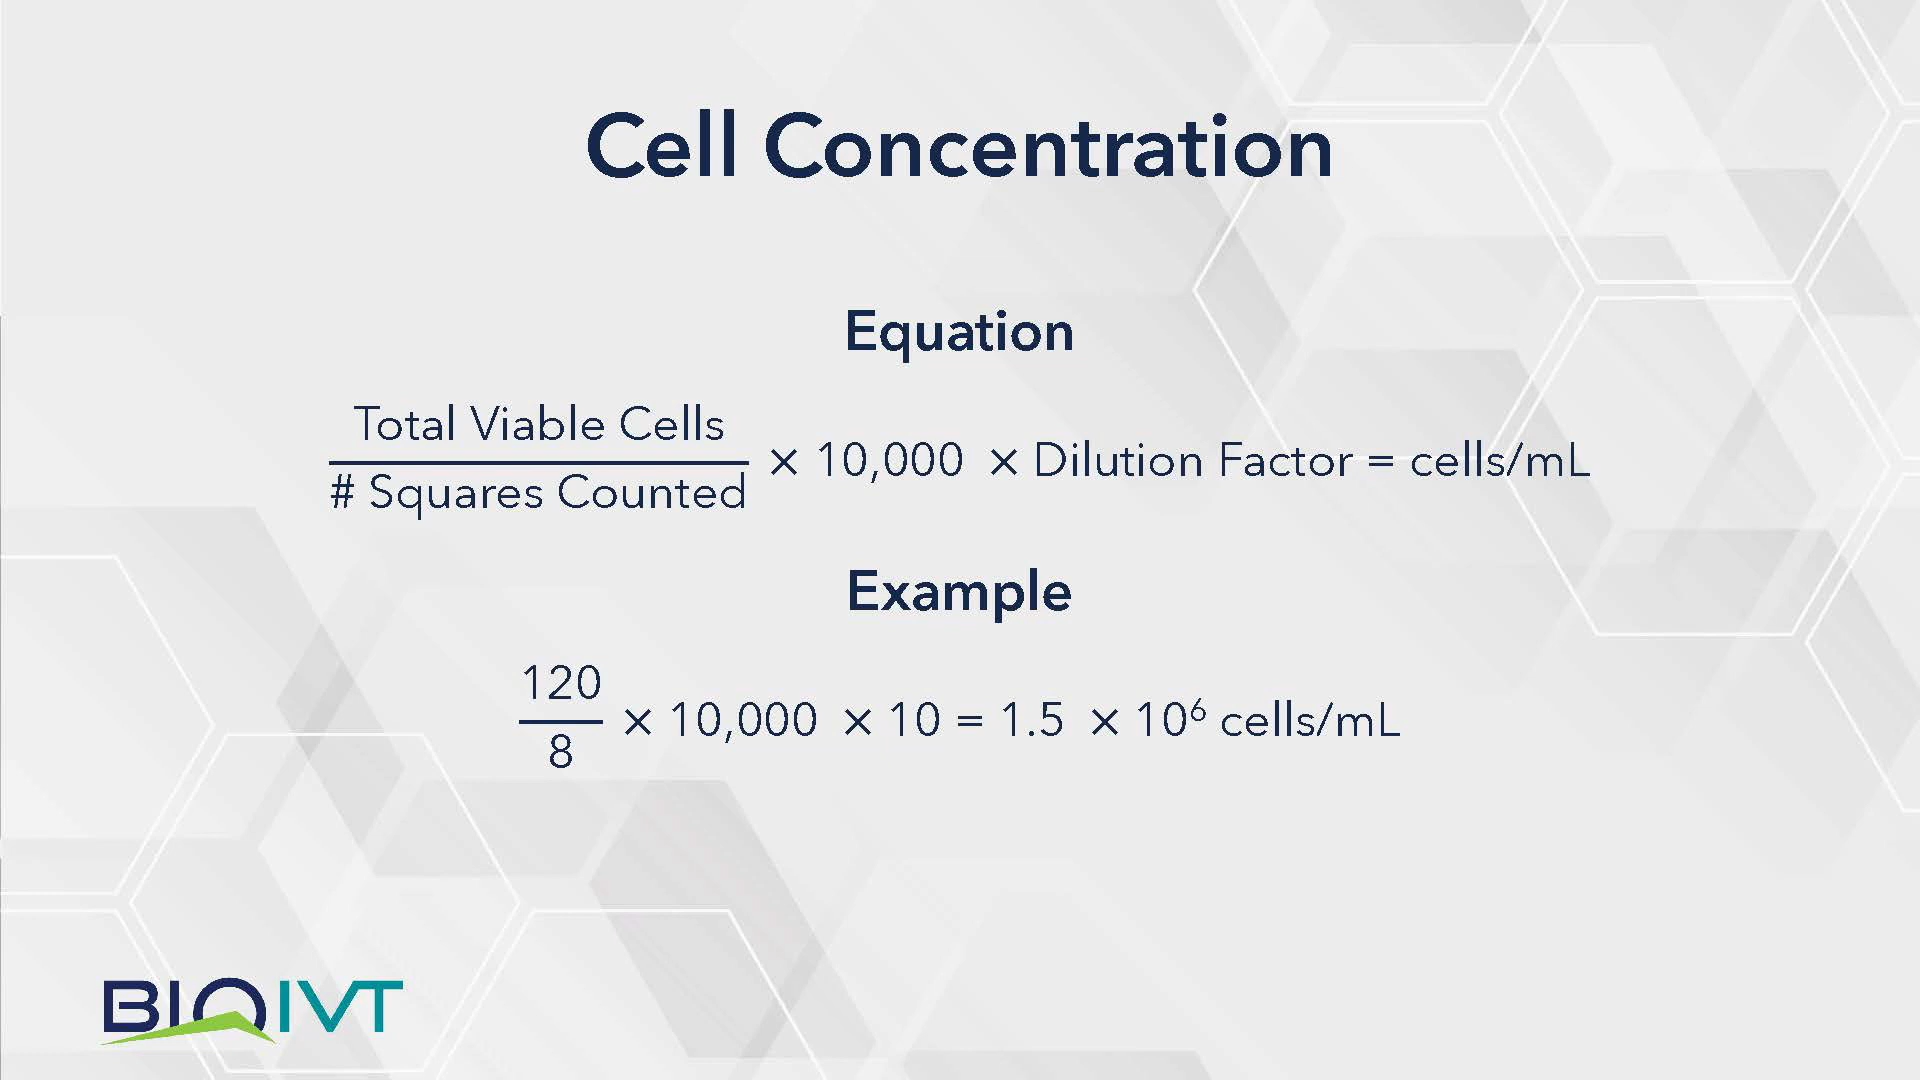 Cell Concentration
Equation
Total Viable Cells
# Squares Counted
× 10,000 × Dilution Factor = cells/mL
Example
120
8
× 10,000 × 10 = 1.5 × 10⁶ cells/mL
BIOIVT